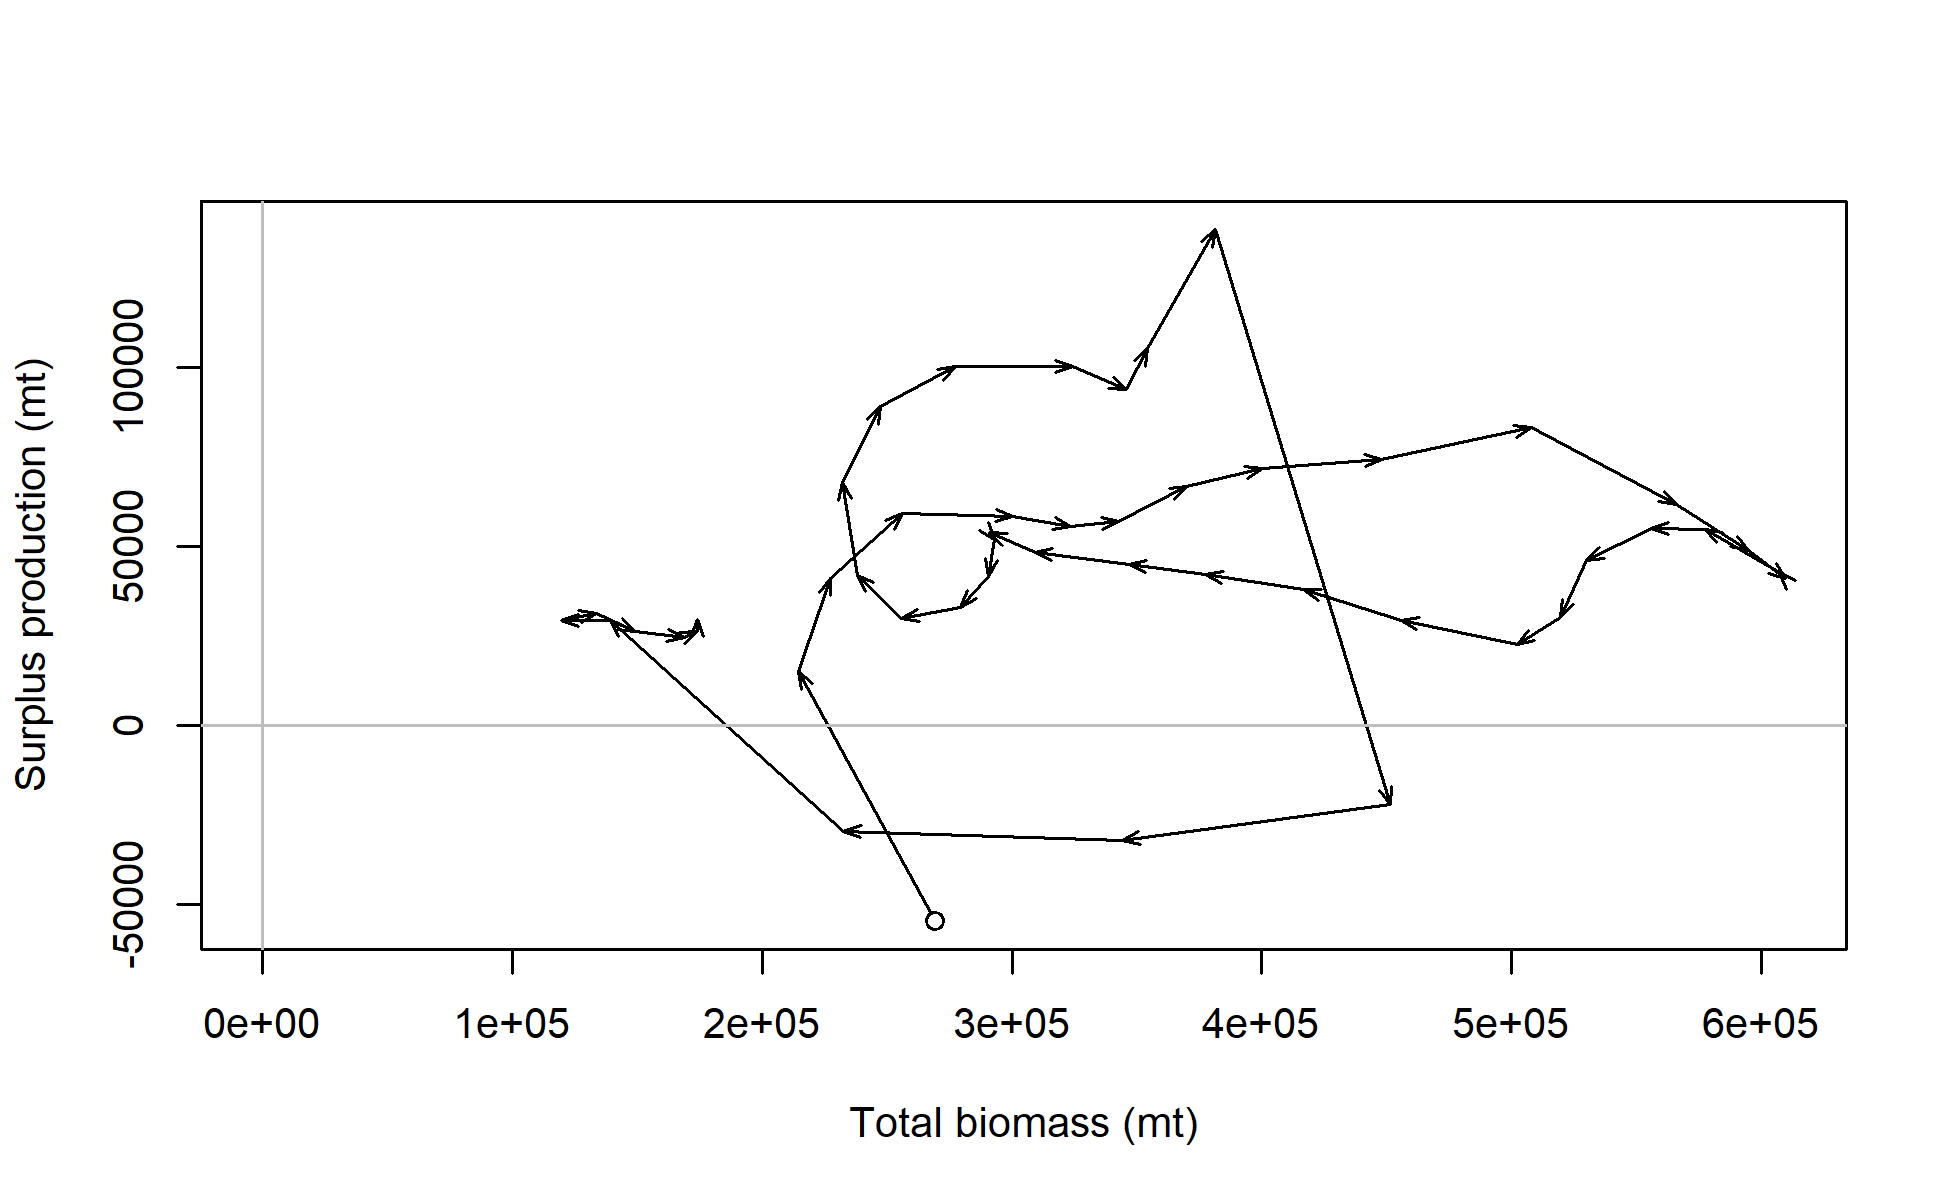 Surplus production (mt)
100000
50000
0
-50000
0e+00 1e+05 2e+05 3e+05 4e+05 5e+05 6e+05
Total biomass (mt)